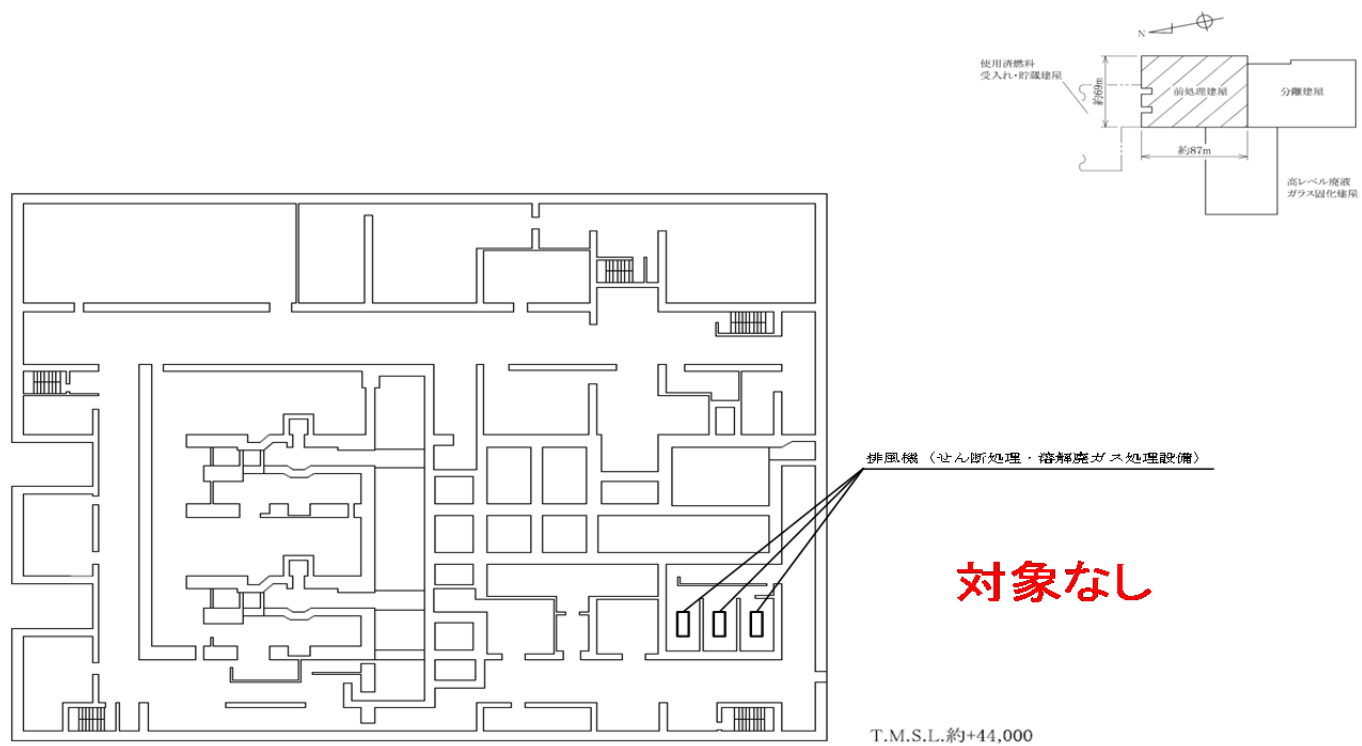 N
使用済燃料
受入れ・貯蔵建屋
約69m
前処理建屋
分離建屋
約87m
高レベル廃液
ガラス固化建屋
排風機（せん断処理・溶解廃ガス処理設備）
対象なし
T.M.S.L.約+44,000